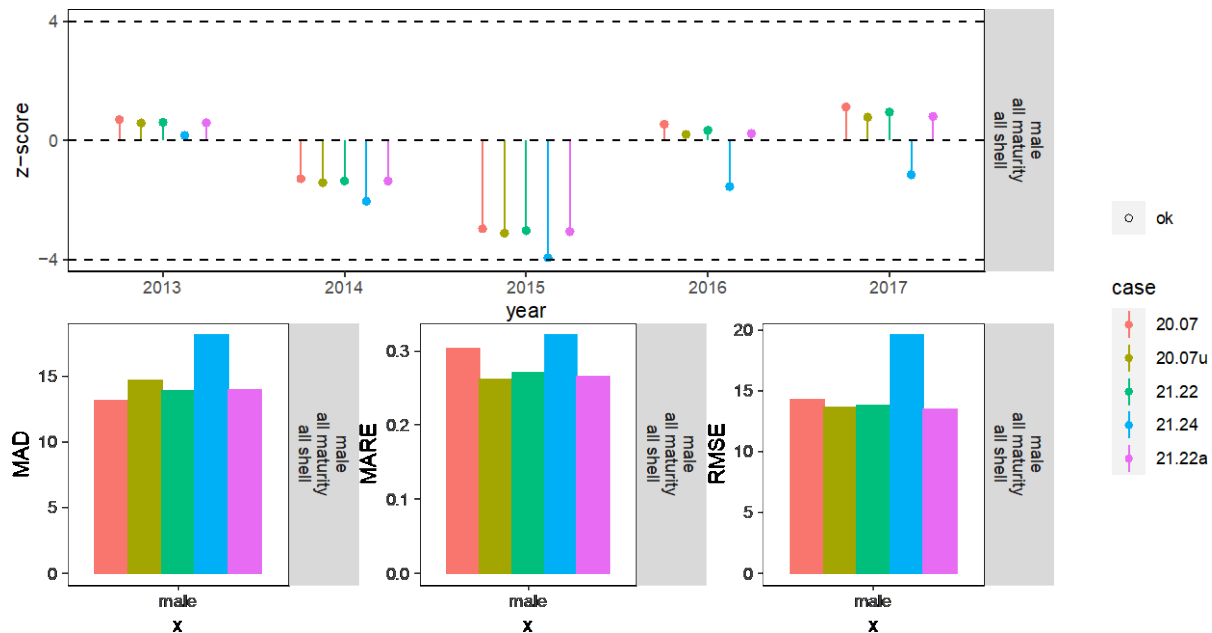 4
0
−4
z-score
2013
2014
2015
2016
2017
year
male
all maturity
all shell
ok
case
20.07
20.07u
21.22
21.24
21.22a
15
10
5
0
MAD
male
x
male
all maturity
all shell
0.3
0.2
0.1
0.0
MARE
male
x
male
all maturity
all shell
20
15
10
5
0
RMSE
male
x
male
all maturity
all shell